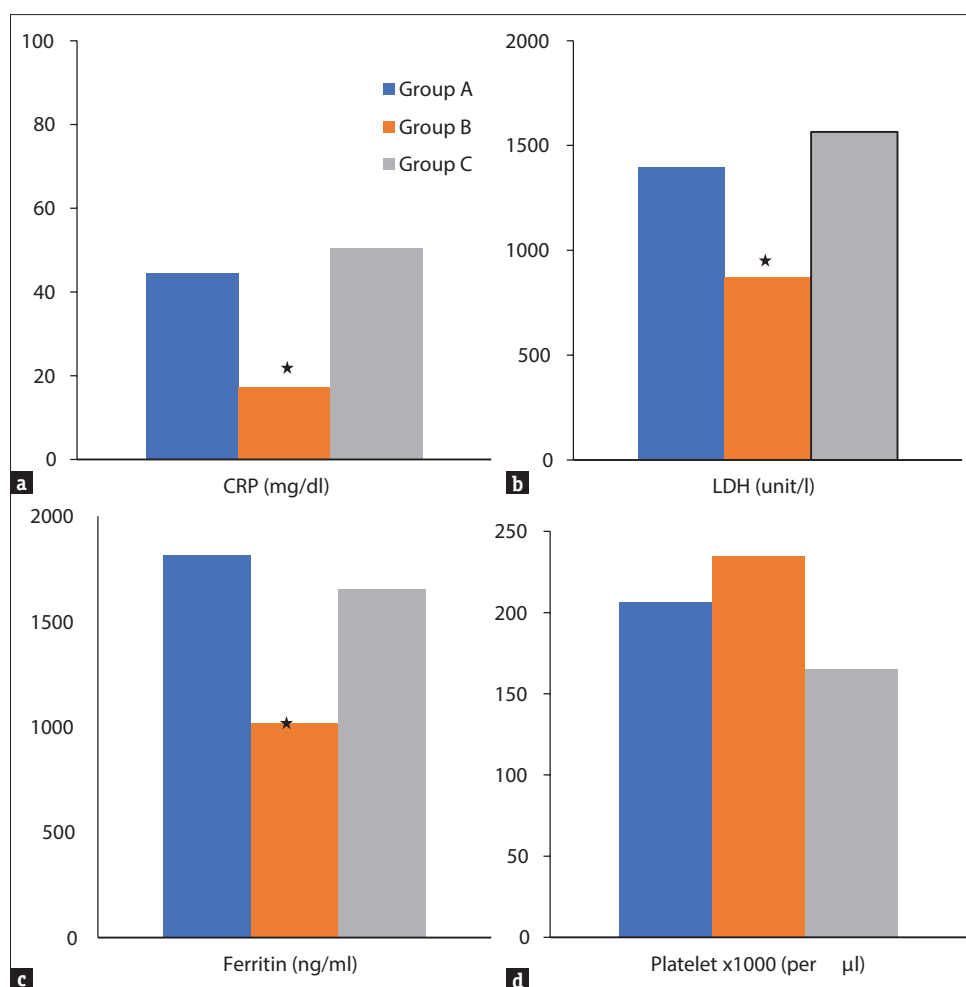 100
80
60
40
20
0
Group A
Group B
Group C
a
CRP (mg/dl)
2000
1500
1000
500
0
b
LDH (unit/l)
2000
1500
1000
500
0
c
Ferritin (ng/ml)
250
200
150
100
50
0
d
Platelet x1000 (per µl)